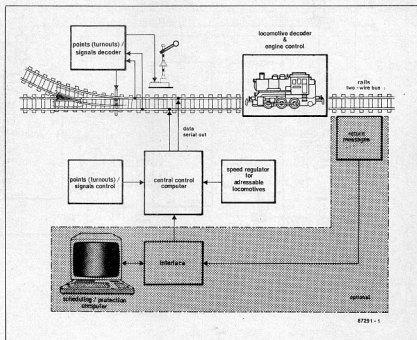 locomotive decoder
&
engine control
points (turnouts) /
signals decoder
rails
two-wire bus
data
serial out
return
messages
points (turnouts) /
signals control
central control
computer
speed regulator
for
adressable
locomotives
interface
scheduling / protection
computer
optional
87291 - 1